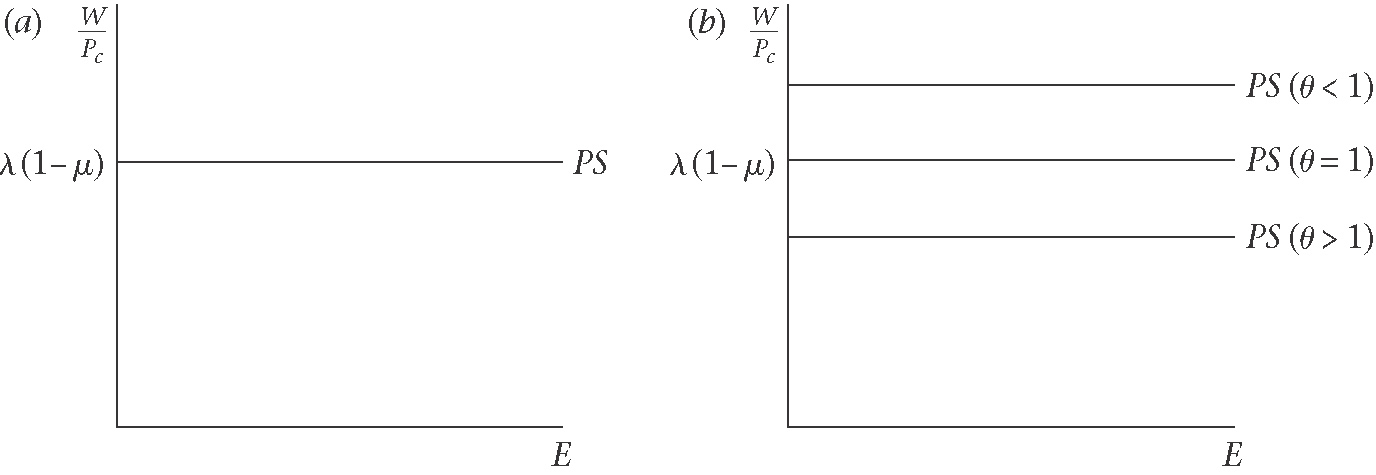 (a)
W/P_c
λ(1–μ)
PS
E
(b)
W/P_c
PS (θ < 1)
λ(1–μ)
PS (θ = 1)
PS (θ > 1)
E